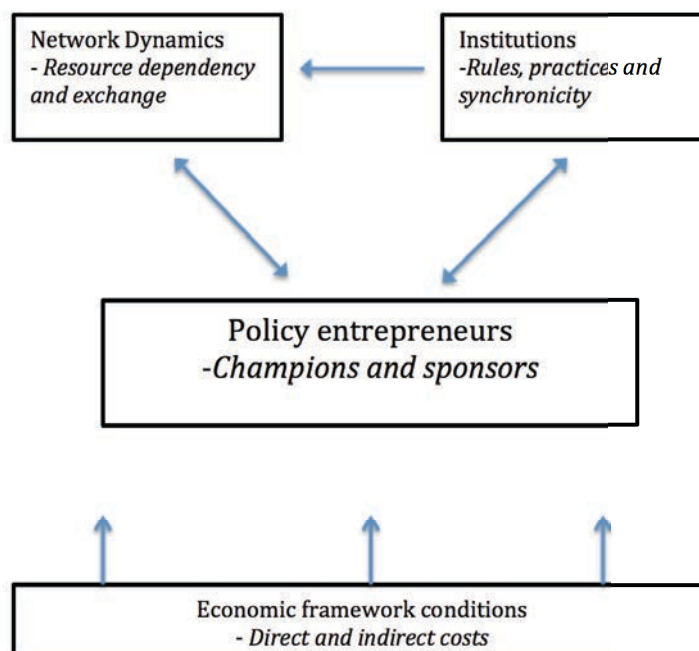 Network Dynamics
- Resource dependency
and exchange
Institutions
-Rules, practices and
synchronicity
Policy entrepreneurs
-Champions and sponsors
Economic framework conditions
- Direct and indirect costs